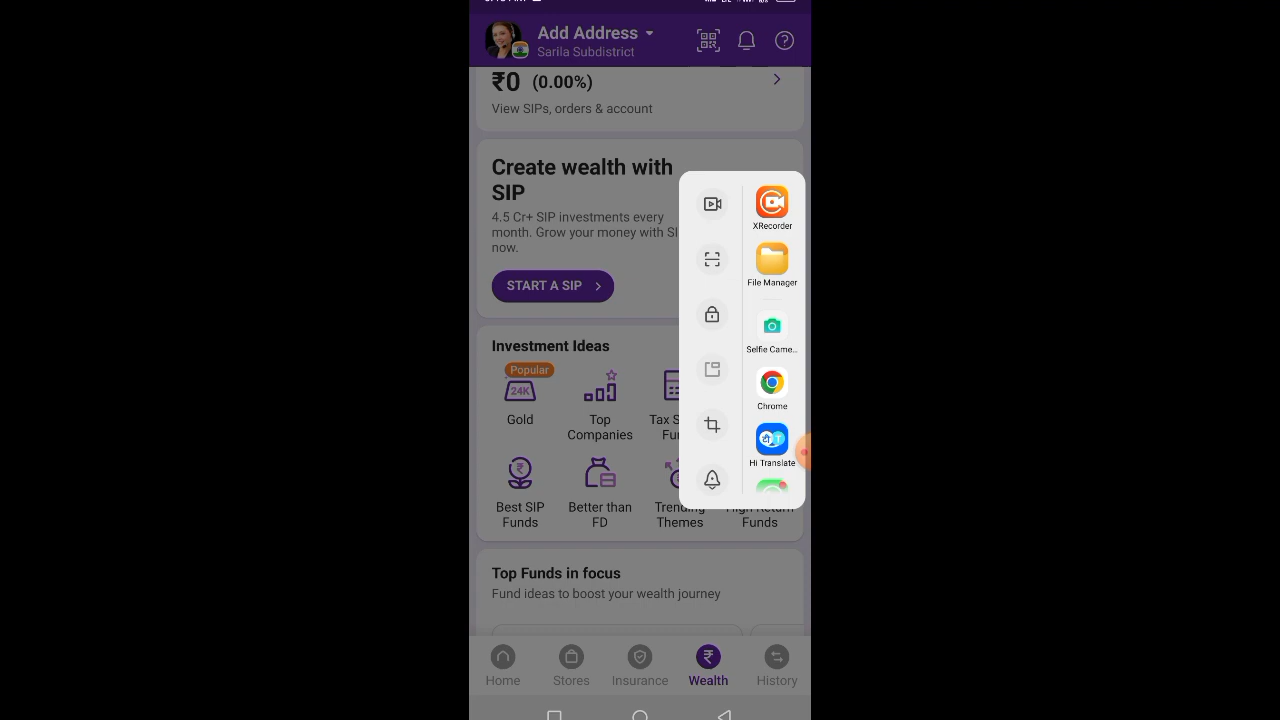 Add Address
Sarila Subdistrict
₹0 (0.00%)
View SIPs, orders & account
Create wealth with
SIP
4.5 Cr+ SIP investments every
month. Grow your money with
now.
START A SIP
Investment Ideas
Popular
24K
Gold
Top
Companies
Tax
Best SIP
Funds
Better than
FD
Trending
Themes
High Return
Funds
XRecorder
File Manager
Selfie Came...
Chrome
Hi Translate
Top Funds in focus
Fund ideas to boost your wealth journey
Home
Stores
Insurance
Wealth
History